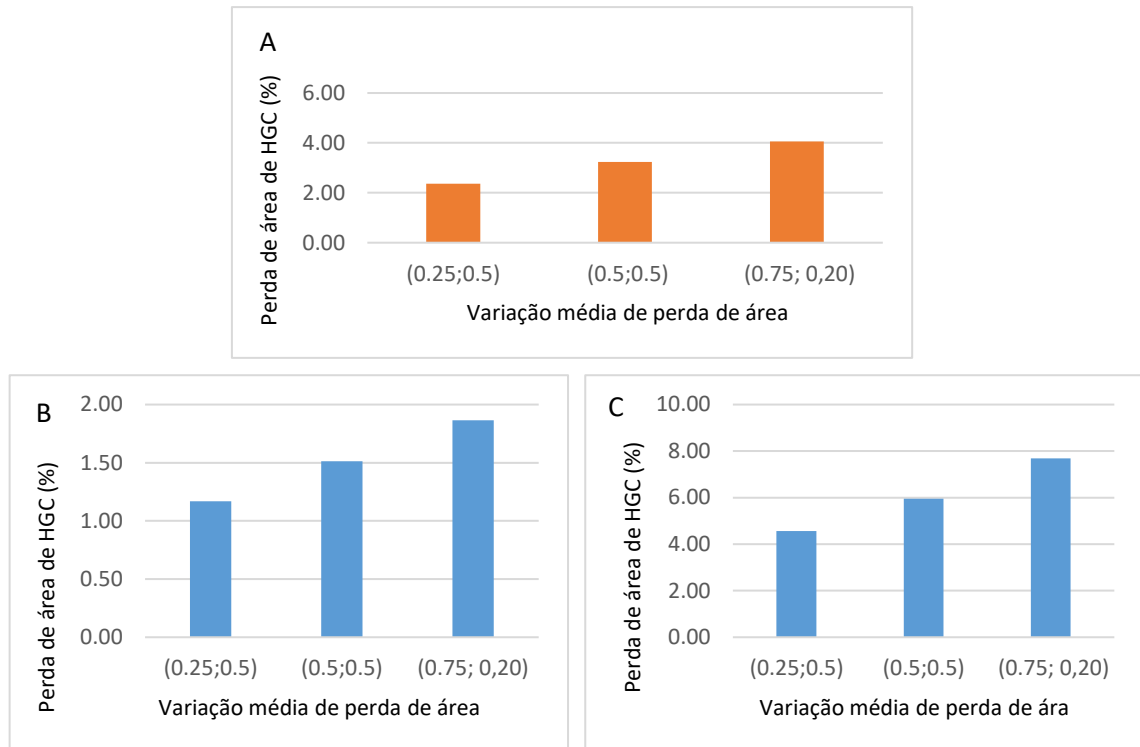 A
Perda de área de HGC (%)
6.00
4.00
2.00
0.00
(0.25;0.5) (0.5;0.5) (0.75; 0,20)
Variação média de perda de área
B
Perda de área de HGC (%)
2.00
1.50
1.00
0.50
0.00
(0.25;0.5) (0.5;0.5) (0.75; 0,20)
Variação média de perda de área
C
Perda de área de HGC (%)
10.00
8.00
6.00
4.00
2.00
0.00
(0.25;0.5) (0.5;0.5) (0.75; 0,20)
Variação média de perda de ára